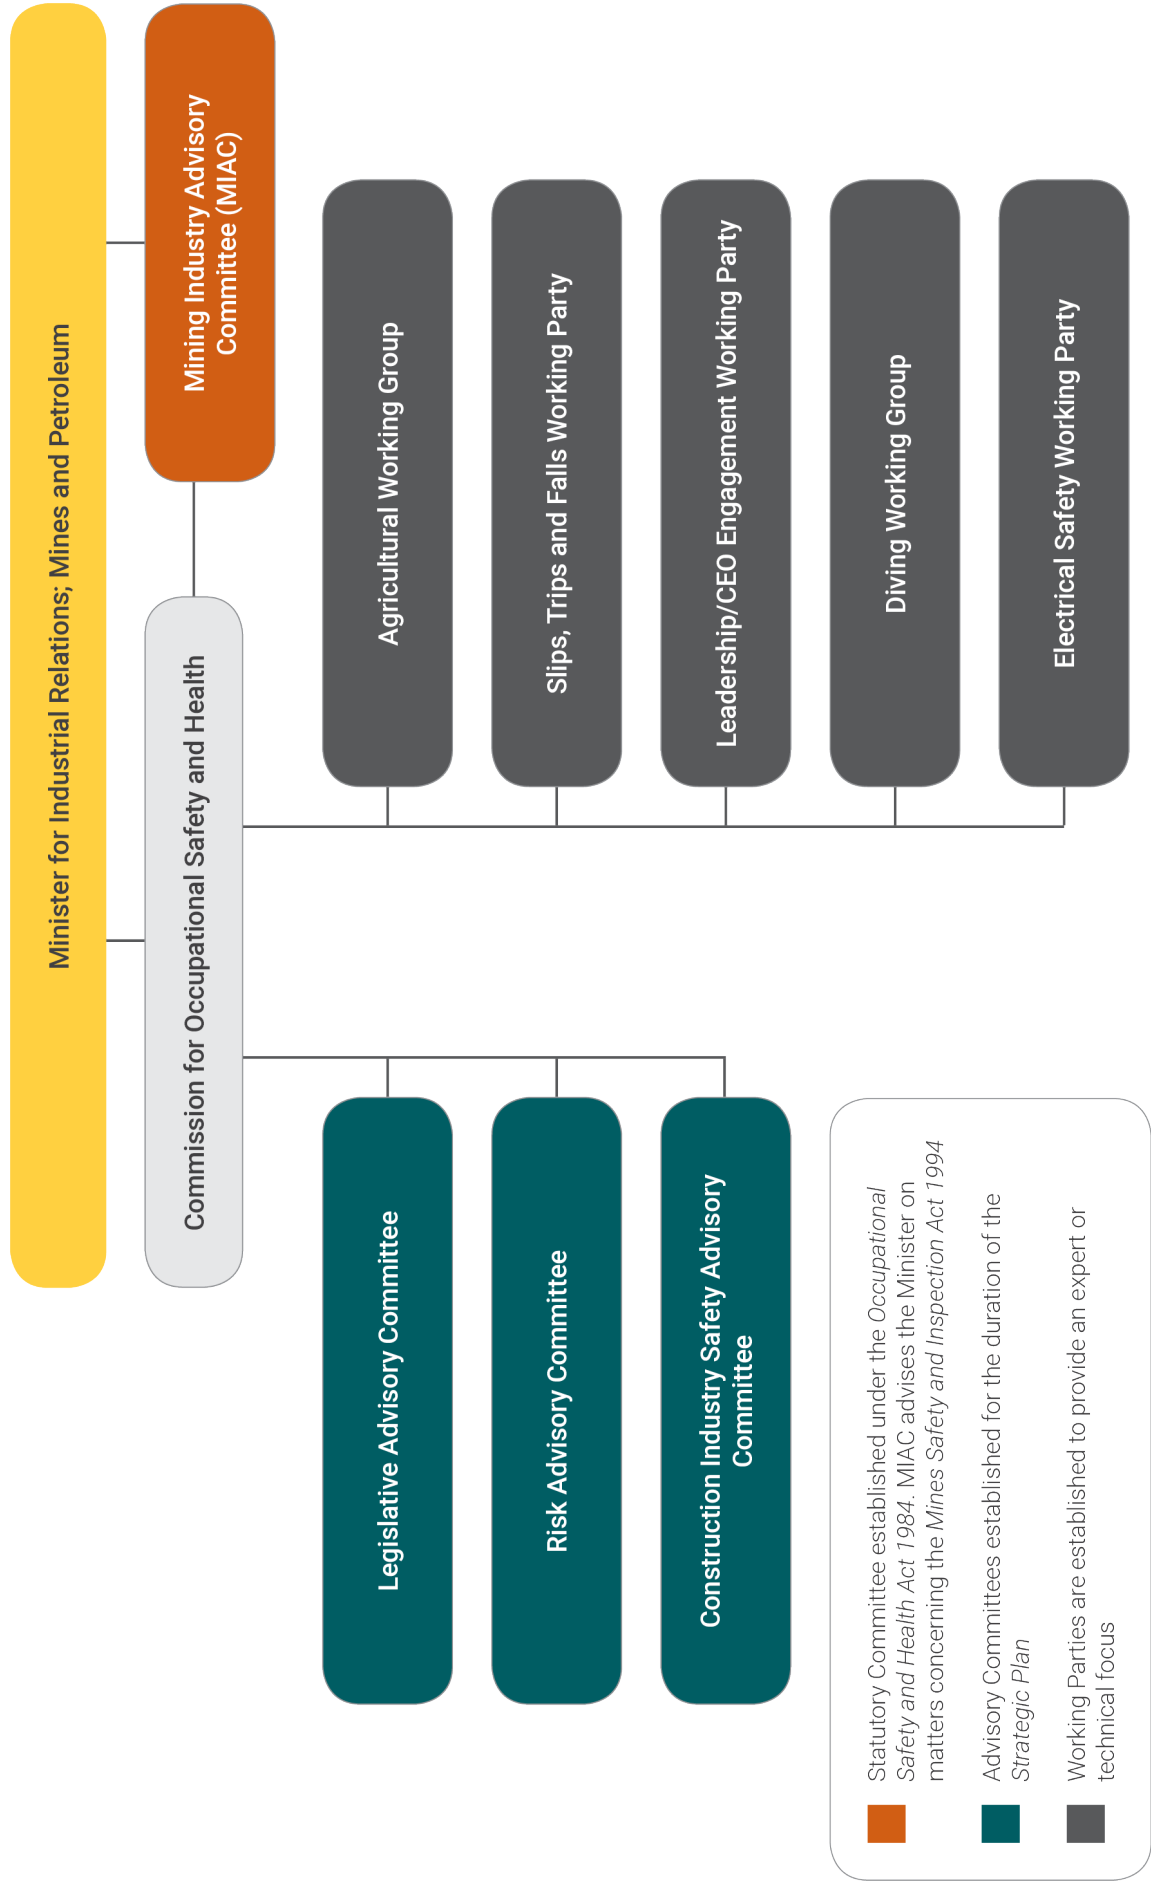 Minister for Industrial Relations; Mines and Petroleum
Commission for Occupational Safety and Health
Mining Industry Advisory
Committee (MIAC)
Legislative Advisory Committee
Risk Advisory Committee
Construction Industry Safety Advisory
Committee
Agricultural Working Group
Slips, Trips and Falls Working Party
Leadership/CEO Engagement Working Party
Diving Working Group
Electrical Safety Working Party
Statutory Committee established under the Occupational
Safety and Health Act 1984. MIAC advises the Minister on
matters concerning the Mines Safety and Inspection Act 1994
Advisory Committees established for the duration of the
Strategic Plan
Working Parties are established to provide an expert or
technical focus